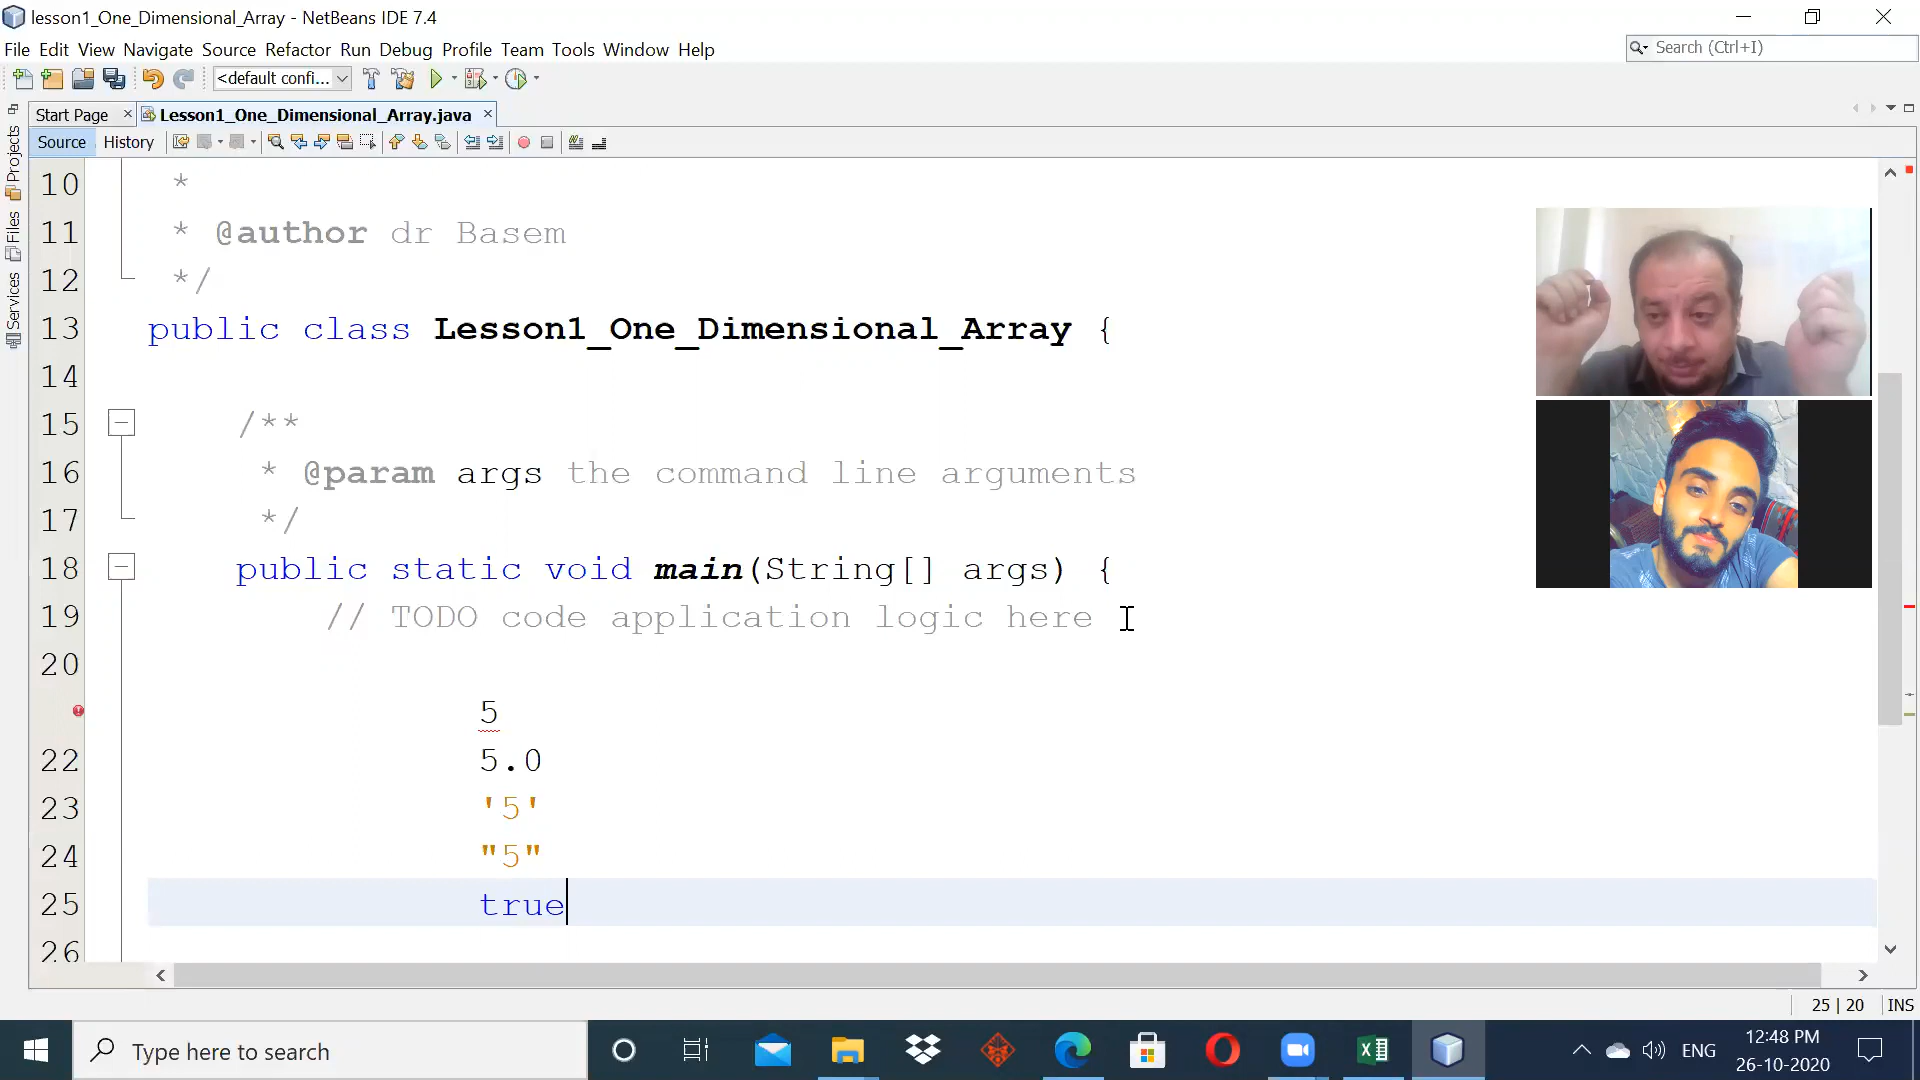 lesson1_One_Dimensional_Array - NetBeans IDE 7.4
File Edit View Navigate Source Refactor Run Debug Profile Team Tools Window Help
Search (Ctrl+I)
<default confi...
Start Page
Lesson1_One_Dimensional_Array.java
Source History
Projects
Files
Services
10 *
11 * @author dr Basem
12 */
13 public class Lesson1_One_Dimensional_Array {
14
15 /**
16 * @param args the command line arguments
17 */
18 public static void main(String[] args) {
19 // TODO code application logic here
20
5
22 5.0
23 '5'
24 "5"
25 true
26
25 | 20 INS
Type here to search
ENG
12:48 PM
26-10-2020